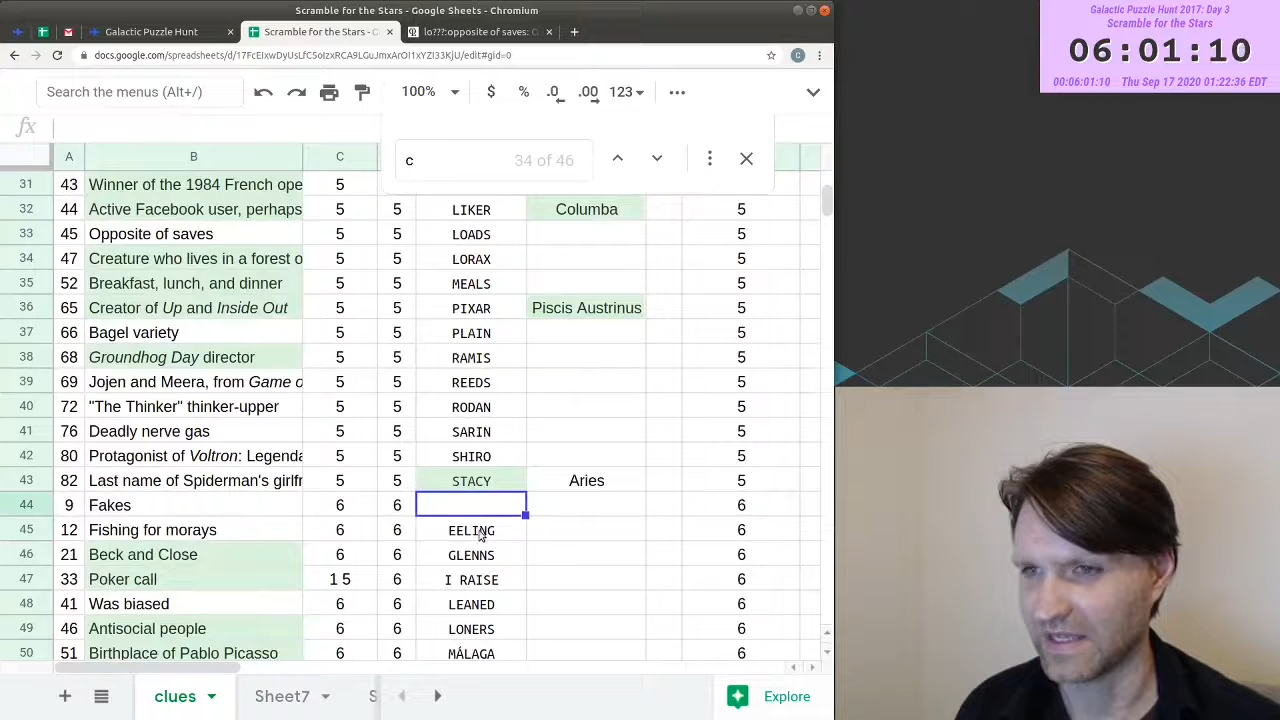 Scramble for the Stars - Google Sheets - Chromium
Galactic Puzzle Hunt
Scramble for the Stars - G
lo???:opposite of saves: O
docs.google.com/spreadsheets/d/17FcEIxwDyUsLfC5oIzxRCA9LGuJmxArOI1xYZI33KjU/edit#gid=0
C
Galactic Puzzle Hunt 2017: Day 3
Scramble for the Stars
06:01:10
00:06:01:10 Thu Sep 17 2020 01:22:36 EDT
Search the menus (Alt+/) 100% $ % .0 .00 123
fx
c 34 of 46
A B C
31 43 Winner of the 1984 French ope 5
32 44 Active Facebook user, perhaps 5 5 LIKER Columba 5
33 45 Opposite of saves 5 5 LOADS 5
34 47 Creature who lives in a forest o 5 5 LORAX 5
35 52 Breakfast, lunch, and dinner 5 5 MEALS 5
36 65 Creator of Up and Inside Out 5 5 PIXAR Piscis Austrinus 5
37 66 Bagel variety 5 5 PLAIN 5
38 68 Groundhog Day director 5 5 RAMIS 5
39 69 Jojen and Meera, from Game o 5 5 REEDS 5
40 72 "The Thinker" thinker-upper 5 5 RODAN 5
41 76 Deadly nerve gas 5 5 SARIN 5
42 80 Protagonist of Voltron: Legenda 5 5 SHIRO 5
43 82 Last name of Spiderman's girlfr 5 5 STACY Aries 5
44 9 Fakes 6 6 6
45 12 Fishing for morays 6 6 EELING 6
46 21 Beck and Close 6 6 GLENNS 6
47 33 Poker call 1 5 6 I RAISE 6
48 41 Was biased 6 6 LEANED 6
49 46 Antisocial people 6 6 LONERS 6
50 51 Birthplace of Pablo Picasso 6 6 MÁLAGA 6
+ clues Sheet7 S Explore